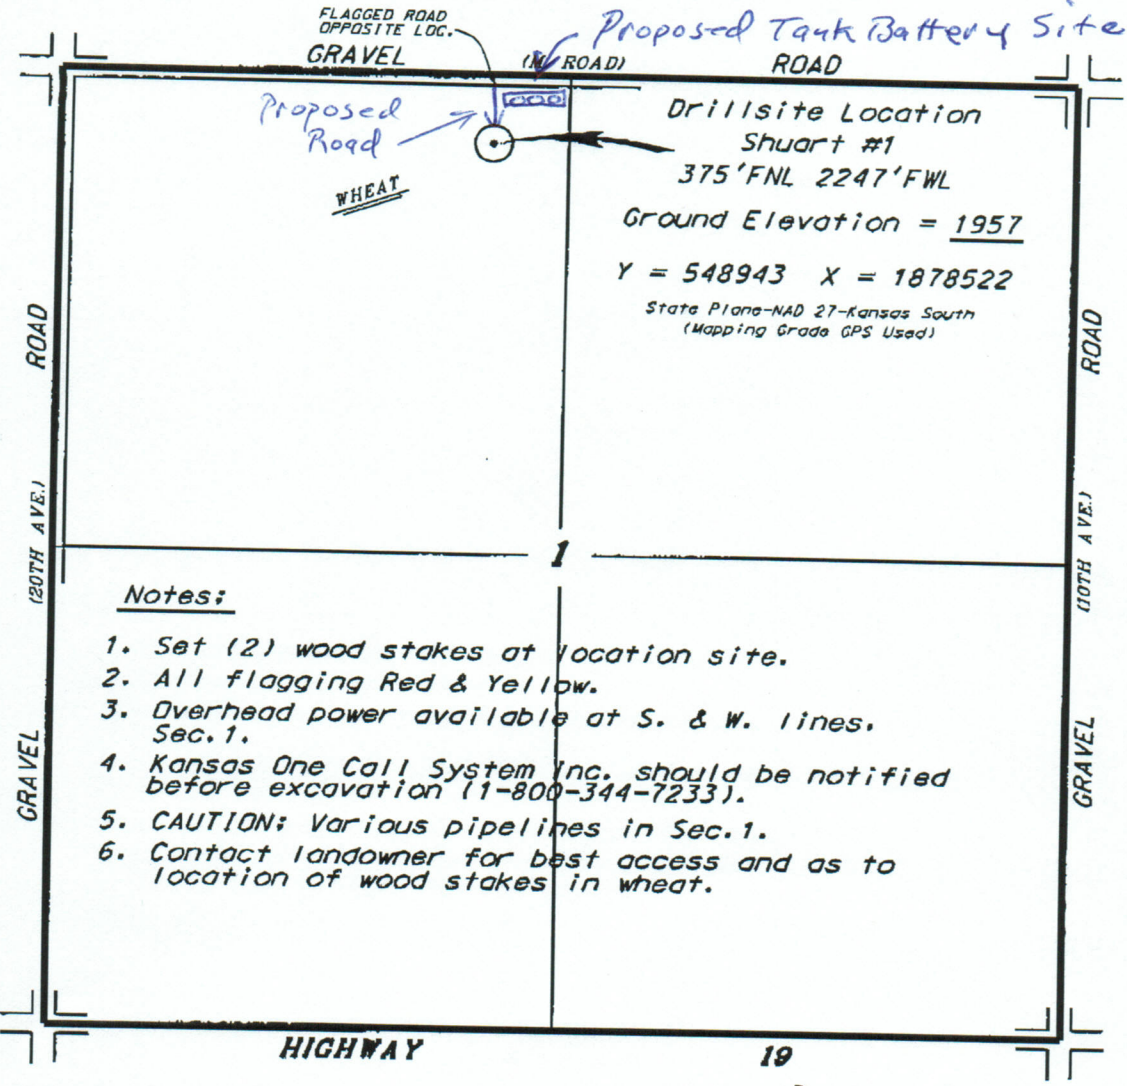 FLAGGED ROAD
OPPOSITE LOC.
Proposed Tank Battery Site
GRAVEL (M ROAD) ROAD
Proposed
Road
WHEAT
Drillsite Location
Shuart #1
375'FNL 2247'FWL
Ground Elevation = 1957
Y = 548943 X = 1878522
State Plane-NAD 27-Kansas South
(Mapping Grade GPS Used)
ROAD
(20TH AVE.)
GRAVEL
ROAD
(10TH AVE.)
GRAVEL
1
Notes:
1. Set (2) wood stakes at location site.
2. All flagging Red & Yellow.
3. Overhead power available at S. & W. lines.
Sec.1.
4. Kansas One Call System Inc. should be notified
before excavation (1-800-344-7233).
5. CAUTION: Various pipelines in Sec.1.
6. Contact landowner for best access and as to
location of wood stakes in wheat.
HIGHWAY 19